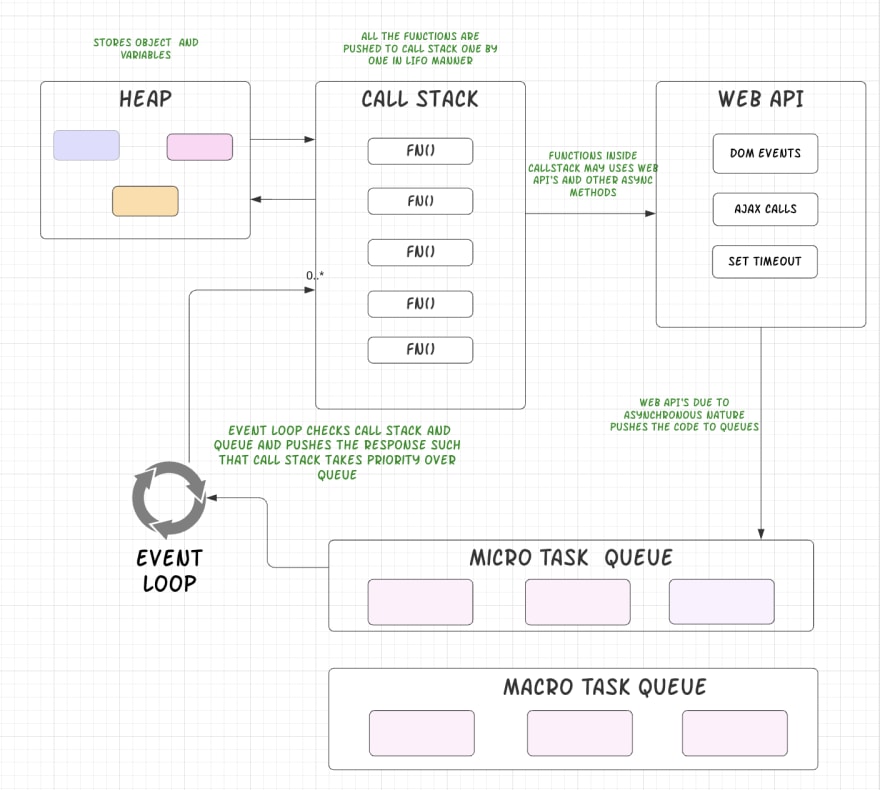 STORES OBJECT AND
VARIABLES
ALL THE FUNCTIONS ARE
PUSHED TO CALL STACK ONE BY
ONE IN LIFO MANNER
HEAP
CALL STACK
FN()
FN()
FN()
FN()
FN()
0..*
FUNCTIONS INSIDE
CALLSTACK MAY USES WEB
API'S AND OTHER ASYNC
METHODS
WEB API
DOM EVENTS
AJAX CALLS
SET TIMEOUT
WEB API'S DUE TO
ASYNCHRONOUS NATURE
PUSHES THE CODE TO QUEUES
EVENT LOOP CHECKS CALL STACK AND
QUEUE AND PUSHES THE RESPONSE SUCH
THAT CALL STACK TAKES PRIORITY OVER
QUEUE
EVENT
LOOP
MICRO TASK QUEUE
MACRO TASK QUEUE